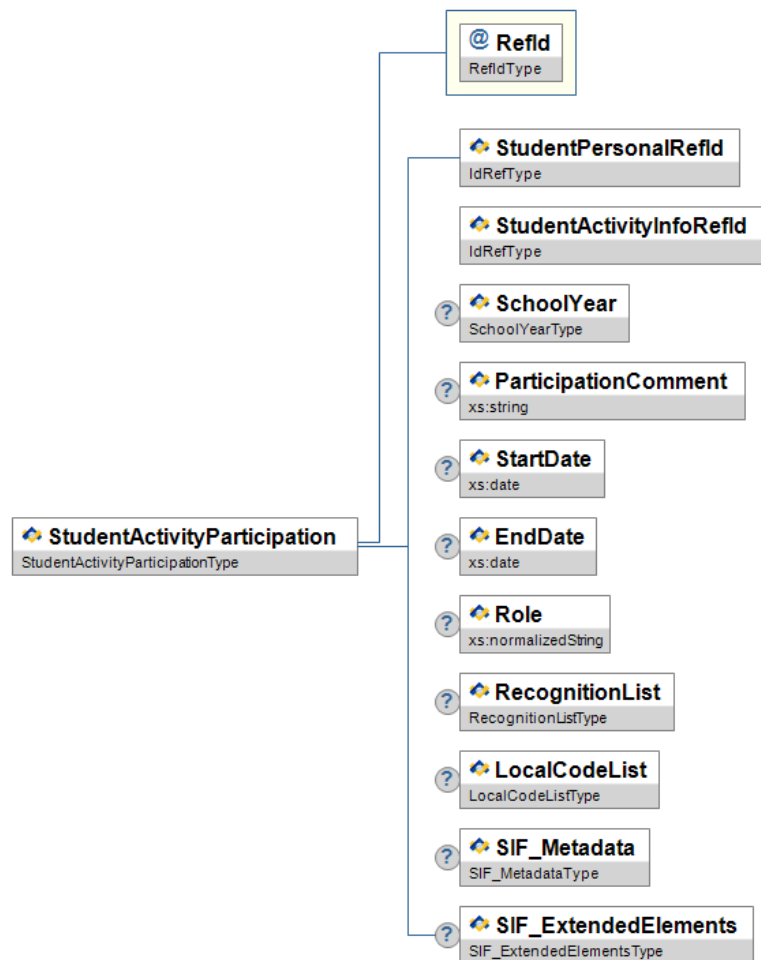 @ RefId
RefIdType
StudentPersonalRefId
IdRefType
StudentActivityInfoRefId
IdRefType
? SchoolYear
SchoolYearType
? ParticipationComment
xs:string
? StartDate
xs:date
StudentActivityParticipation
StudentActivityParticipationType
? EndDate
xs:date
? Role
xs:normalizedString
? RecognitionList
RecognitionListType
? LocalCodeList
LocalCodeListType
? SIF_Metadata
SIF_MetadataType
? SIF_ExtendedElements
SIF_ExtendedElementsType